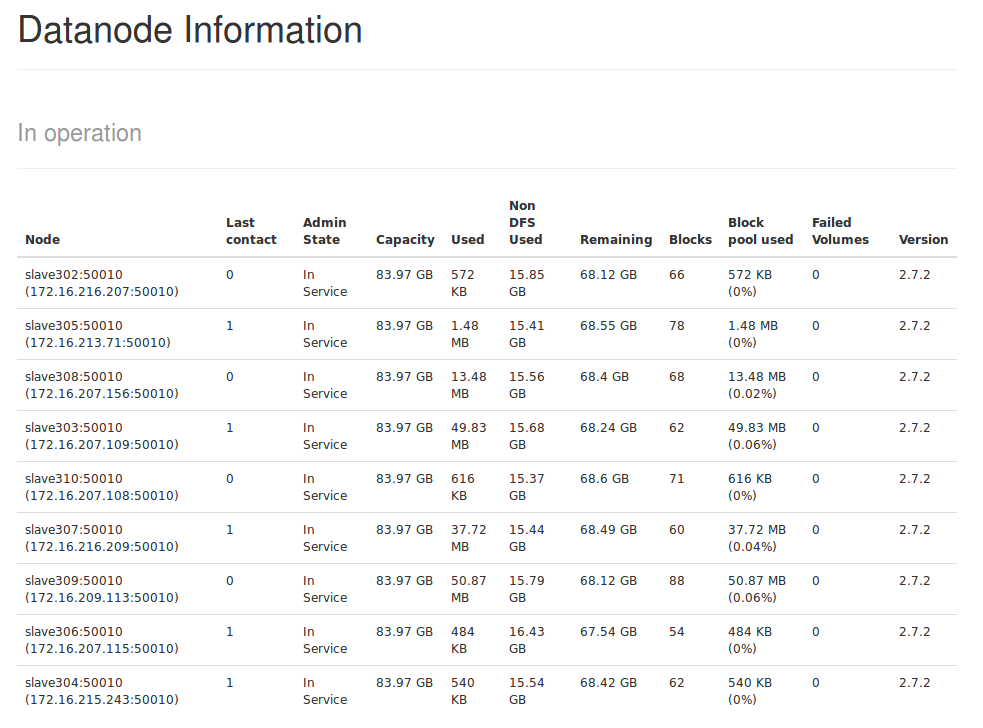 Datanode Information
In operation
Node Last contact Admin State Capacity Used Non DFS Used Remaining Blocks Block pool used Failed Volumes Version
slave302:50010 0 In 83.97 GB 572 15.85 68.12 GB 66 572 KB 0 2.7.2
(172.16.216.207:50010) Service KB GB (0%)
slave305:50010 1 In 83.97 GB 1.48 15.41 68.55 GB 78 1.48 MB 0 2.7.2
(172.16.213.71:50010) Service MB GB (0%)
slave308:50010 0 In 83.97 GB 13.48 15.56 68.4 GB 68 13.48 MB 0 2.7.2
(172.16.207.156:50010) Service MB GB (0.02%)
slave303:50010 1 In 83.97 GB 49.83 15.68 68.24 GB 62 49.83 MB 0 2.7.2
(172.16.207.109:50010) Service MB GB (0.06%)
slave310:50010 0 In 83.97 GB 616 15.37 68.6 GB 71 616 KB 0 2.7.2
(172.16.207.108:50010) Service KB GB (0%)
slave307:50010 1 In 83.97 GB 37.72 15.44 68.49 GB 60 37.72 MB 0 2.7.2
(172.16.216.209:50010) Service MB GB (0.04%)
slave309:50010 0 In 83.97 GB 50.87 15.79 68.12 GB 88 50.87 MB 0 2.7.2
(172.16.209.113:50010) Service MB GB (0.06%)
slave306:50010 1 In 83.97 GB 484 16.43 67.54 GB 54 484 KB 0 2.7.2
(172.16.207.115:50010) Service KB GB (0%)
slave304:50010 1 In 83.97 GB 540 15.54 68.42 GB 62 540 KB 0 2.7.2
(172.16.215.243:50010) Service KB GB (0%)